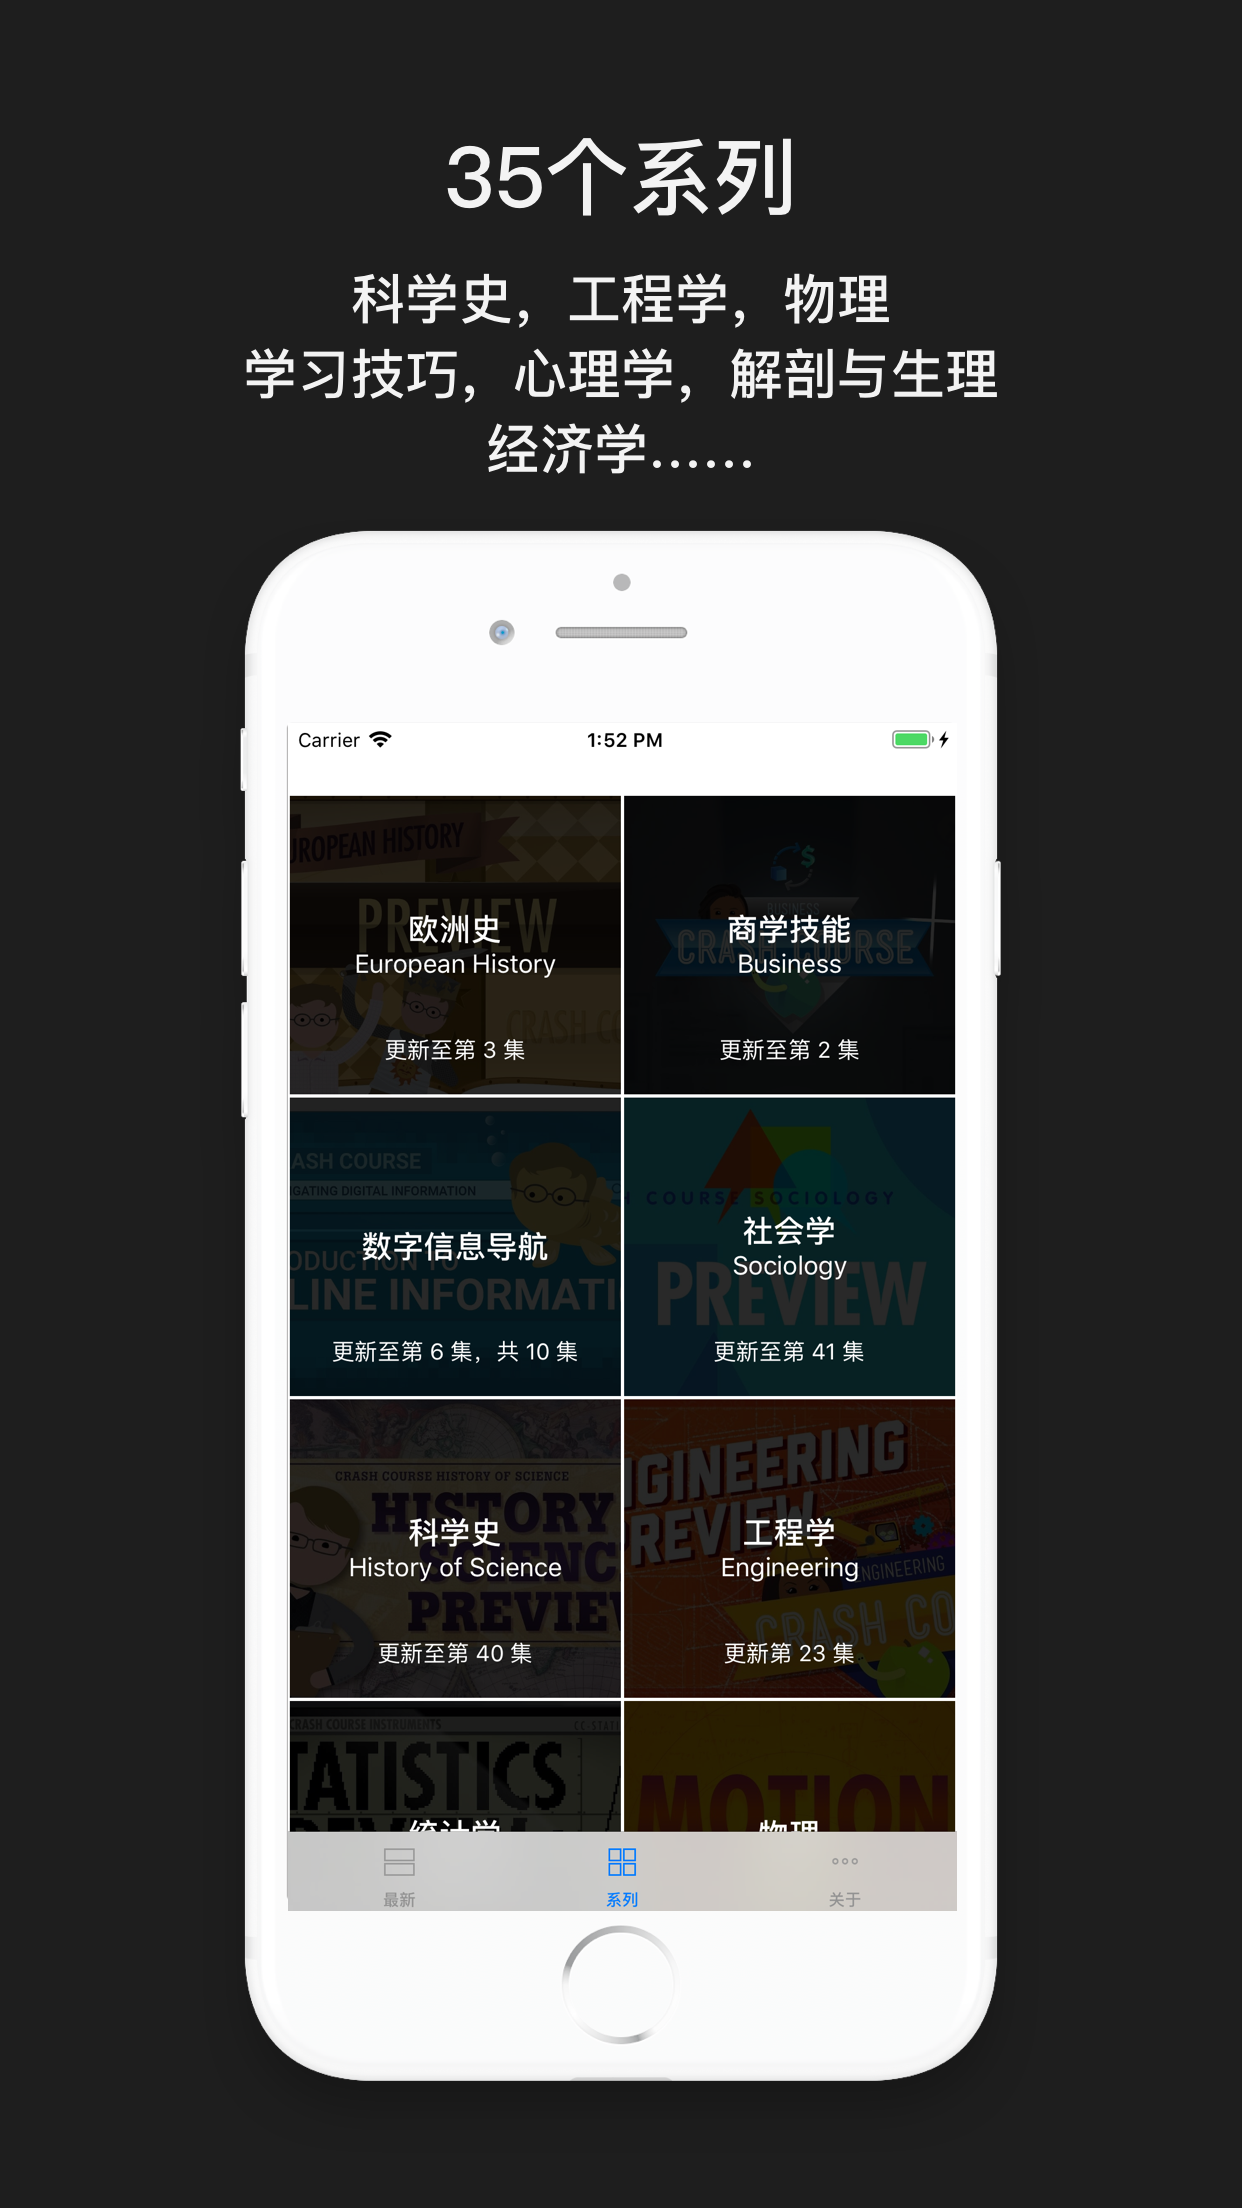 35个系列
科学史，工程学，物理
学习技巧，心理学，解剖与生理
经济学……
Carrier
1:52 PM
UROPEAN HISTORY
PREVIEW
欧洲史
European History
CRASH CO
更新至第 3 集
BUSINESS
CRASH COURSE
商学技能
Business
更新至第 2 集
ASH COURSE
GATING DIGITAL INFORMATION
数字信息导航
ODUCTION TO
LINE INFORMATI
更新至第 6 集，共 10 集
H COURSE SOCIOLOGY
社会学
Sociology
PREVIEW
更新至第 41 集
CRASH COURSE HISTORY OF SCIENCE
HISTORY
科学史
SCIENC
History of Science
PREVIEW
更新至第 40 集
NGINEERING
REVIEW
工程学
Engineering
ENGINEERING
CRASH CO
更新第 23 集
CRASH COURSE INSTRUMENTS
CC-STAT
TATISTICS
统计学
MOTION
物理
最新
系列
关于